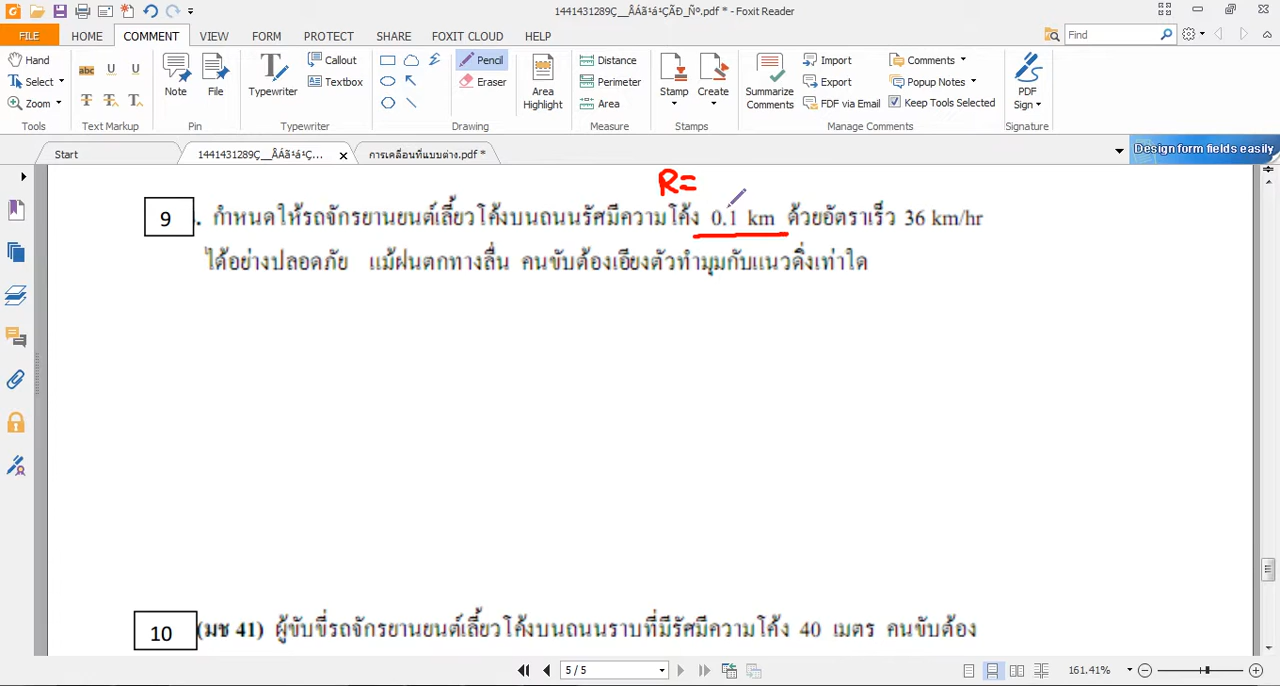 1441431289Ç__ÂÁã¹á¹ÇÃÐ_Ñº.pdf * - Foxit Reader
FILE HOME COMMENT VIEW FORM PROTECT SHARE FOXIT CLOUD HELP Find
Hand
Select
Zoom
Tools
abc U U
T T T
Text Markup
Note File
Pin
Typewriter
Callout
Textbox
Typewriter
Pencil
Eraser
Area
Highlight
Drawing
Distance
Perimeter
Area
Measure
Stamp Create
Stamps
Summarize
Comments
Import
Export
FDF via Email
Comments
Popup Notes
Keep Tools Selected
Manage Comments
PDF
Sign
Signature
Start 1441431289Ç__ÂÁã¹á¹Ç... การเคลื่อนที่แบบต่าง.pdf * Design form fields easily
R=
9 . กำหนดให้รถจักรยานยนต์เลี้ยวโค้งบนถนนรัศมีความโค้ง 0.1 km ด้วยอัตราเร็ว 36 km/hr
ได้อย่างปลอดภัย แม้ฝนตกทางลื่น คนขับต้องเอียงตัวทำมุมกับแนวดิ่งเท่าใด
10 (มช 41) ผู้ขับขี่รถจักรยานยนต์เลี้ยวโค้งบนถนนราบที่มีรัศมีความโค้ง 40 เมตร คนขับต้อง
5 / 5 161.41%